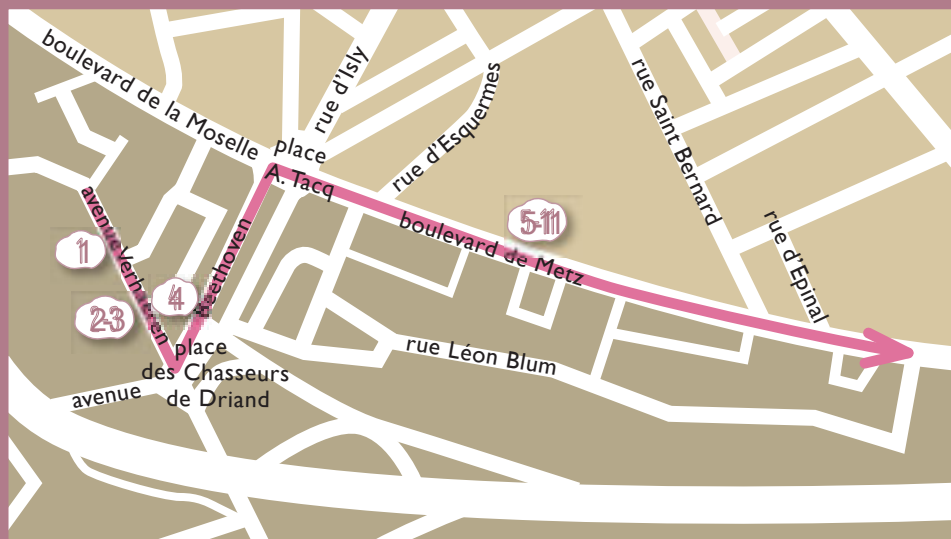 boulevard de la Moselle
rue d'Isly
place
A. Tacq
rue d'Esquermes
rue Saint Bernard
rue d'Epinal
5-11
boulevard de Metz
avenue Verhaeren
1
2-3
4
Beethoven
place
des Chasseurs
de Driand
avenue
rue Léon Blum